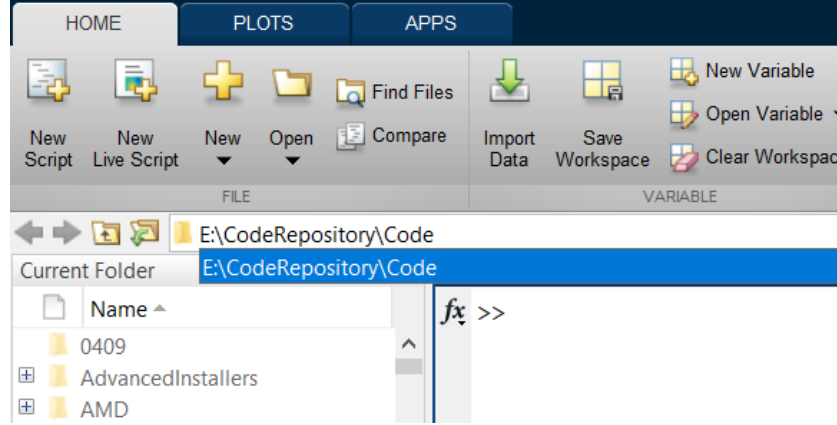 HOME PLOTS APPS
New Script
New Live Script
New
Open
Find Files
Compare
Import Data
Save Workspace
New Variable
Open Variable
Clear Workspac
FILE
VARIABLE
E:\CodeRepository\Code
E:\CodeRepository\Code
Current Folder
Name
fx >>
0409
AdvancedInstallers
AMD